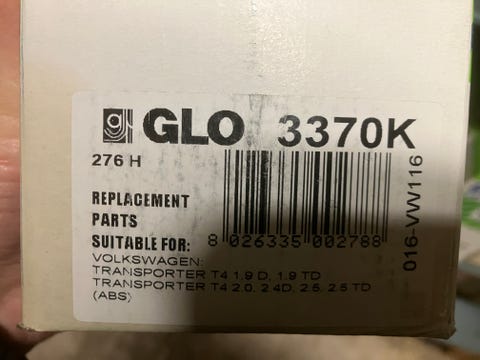 g GLO 3370K
276 H
REPLACEMENT
PARTS
SUITABLE FOR:
8 026335 002788
016-VW116
VOLKSWAGEN:
TRANSPORTER T4 1.9 D, 1.9 TD
TRANSPORTER T4 2.0, 2.4D, 2.5, 2.5 TD
(ABS)